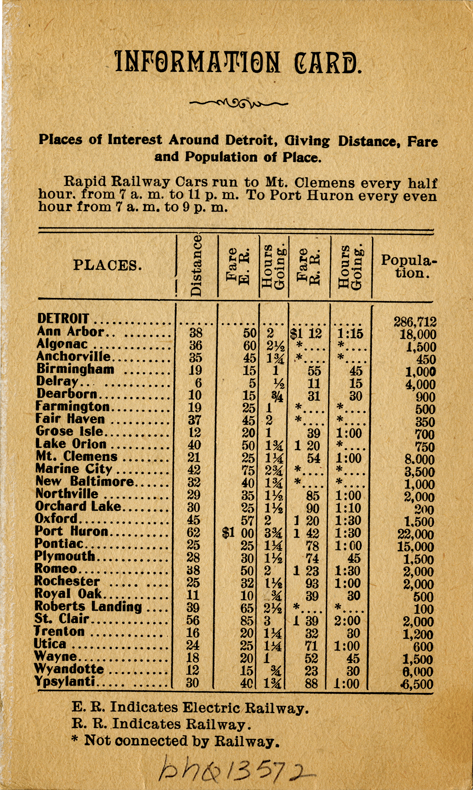 INFORMATION CARD.
Places of Interest Around Detroit, Giving Distance, Fare
and Population of Place.
Rapid Railway Cars run to Mt. Clemens every half
hour. from 7 a. m. to 11 p. m. To Port Huron every even
hour from 7 a. m. to 9 p. m.
PLACES. Distance Fare E. R. Hours Going. Fare R. R. Hours Going. Popula-
tion.
DETROIT .......... 286,712
Ann Arbor.. ....... 38 50 2 $1 12 1:15 18,000
Algonac ........... 36 60 2½ *.... *.... 1,500
Anchorville........ 35 45 1¾ *.... *.... 450
Birmingham ....... 19 15 1 55 45 1,000
Delray... ......... 6 5 ½ 11 15 4,000
Dearborn.......... 10 15 ¾ 31 30 900
Farmington........ 19 25 1 *.... *.... 500
Fair Haven ........ 37 45 2 *.... *.... 350
Grose Isle......... 12 20 1 39 1:00 700
Lake Orion ........ 40 50 1¾ 1 20 *.... 750
Mt. Clemens ....... 21 25 1¼ 54 1:00 8.000
Marine City ........ 42 75 2¾ *.... *.... 3,500
New Baltimore..... 32 40 1¾ *.... *.... 1,000
Northville ......... 29 35 1½ 85 1:00 2,000
Orchard Lake...... 30 25 1½ 90 1:10 200
Oxford............ 45 57 2 1 20 1:30 1,500
Port Huron........ 62 $1 00 3¾ 1 42 1:30 22,000
Pontiac............ 25 25 1¼ 78 1:00 15,000
Plymouth.......... 28 30 1½ 74 45 1,500
Romeo............ 38 50 2 1 23 1:30 2,000
Rochester ......... 25 32 1½ 93 1:00 2,000
Royal Oak......... 11 10 ¾ 39 30 500
Roberts Landing .... 39 65 2½ *.... *.... 100
St. Clair........... 56 85 3 1 39 2:00 2,000
Trenton ........... 16 20 1¼ 32 30 1,200
Utica ............. 24 25 1¼ 71 1:00 600
Wayne............ 18 20 1 52 45 1,500
Wyandotte ........ 12 15 ¾ 23 30 6,000
Ypsylanti.......... 30 40 1¾ 88 1:00 6,500
E. R. Indicates Electric Railway.
R. R. Indicates Railway.
* Not connected by Railway.
bhQ13572